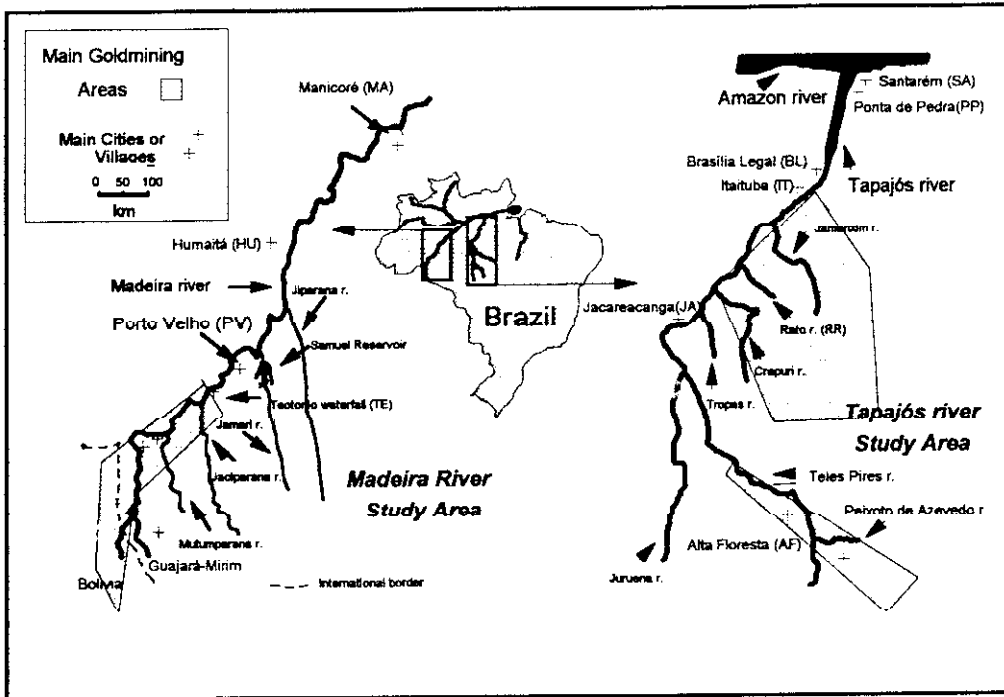 Main Goldmining
Areas
Main Cities or
Villages
0 50 100
km
Manicoré (MA)
Humaitá (HU)
Madeira river
Jiparana r.
Porto Velho (PV)
Samuel Reservoir
Teotonio waterfall (TE)
Jamari r.
Jaciparana r.
Madeira River
Study Area
Mutumparana r.
Guajará-Mirim
Bolivia
International border
Brazil
Amazon river
Santarém (SA)
Ponta de Pedra(PP)
Brasília Legal (BL)
Itaituba (IT)
Tapajós river
Jacareacanga(JA)
Rato r. (RR)
Crepuri r.
Tropas r.
Tapajós river
Study Area
Teles Pires r.
Peixoto de Azevedo r
Alta Floresta (AF)
Juruena r.